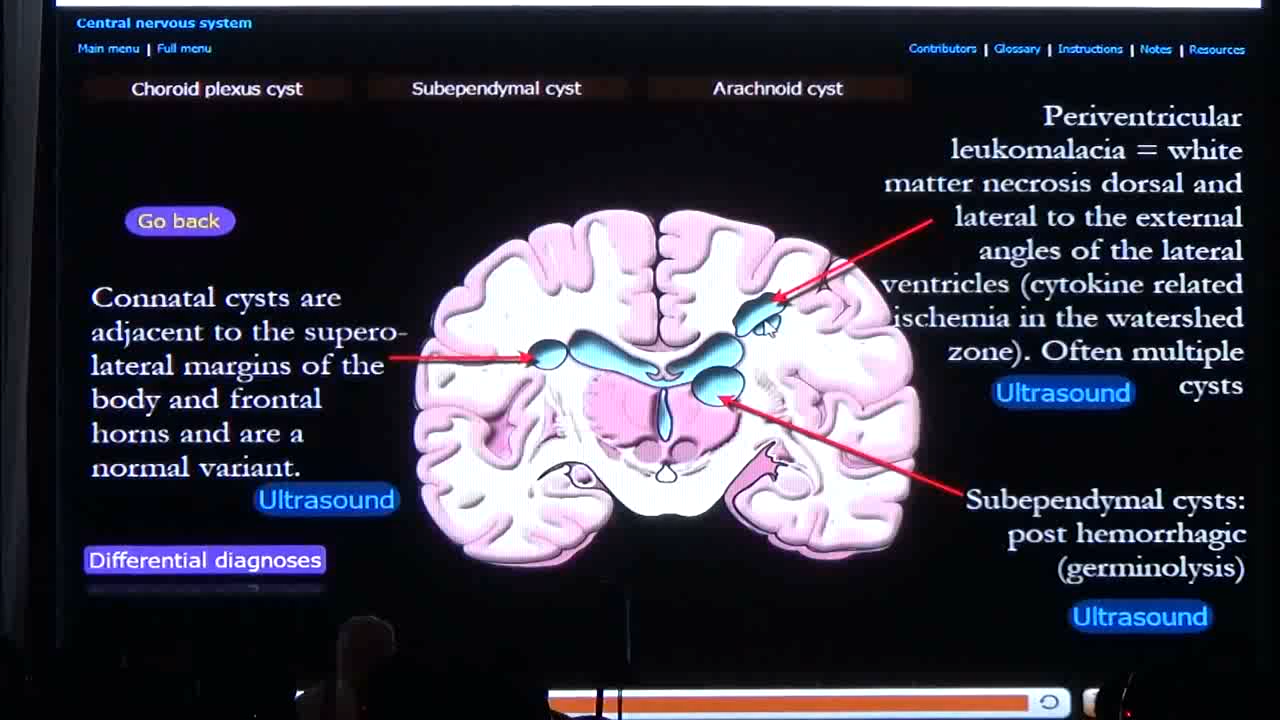 Central nervous system
Main menu | Full menu
Contributors | Glossary | Instructions | Notes | Resources
Choroid plexus cyst
Subependymal cyst
Arachnoid cyst
Periventricular
leukomalacia = white
matter necrosis dorsal and
lateral to the external
angles of the lateral
ventricles (cytokine related
ischemia in the watershed
zone). Often multiple
cysts
Ultrasound
Go back
Connatal cysts are
adjacent to the supero-
lateral margins of the
body and frontal
horns and are a
normal variant.
Ultrasound
Differential diagnoses
Subependymal cysts:
post hemorrhagic
(germinolysis)
Ultrasound